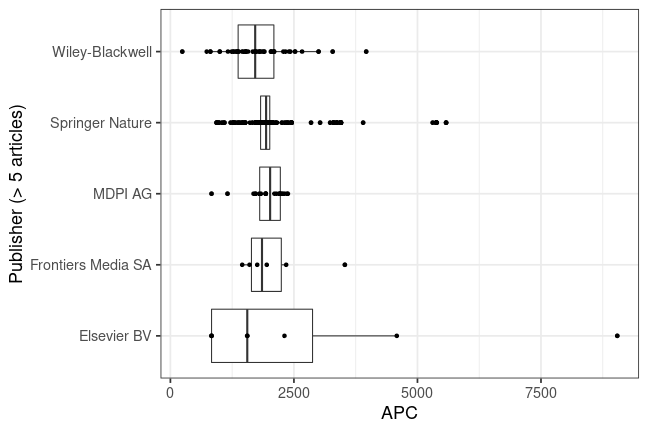 Publisher (> 5 articles)
Wiley-Blackwell
Springer Nature
MDPI AG
Frontiers Media SA
Elsevier BV
0 2500 5000 7500
APC